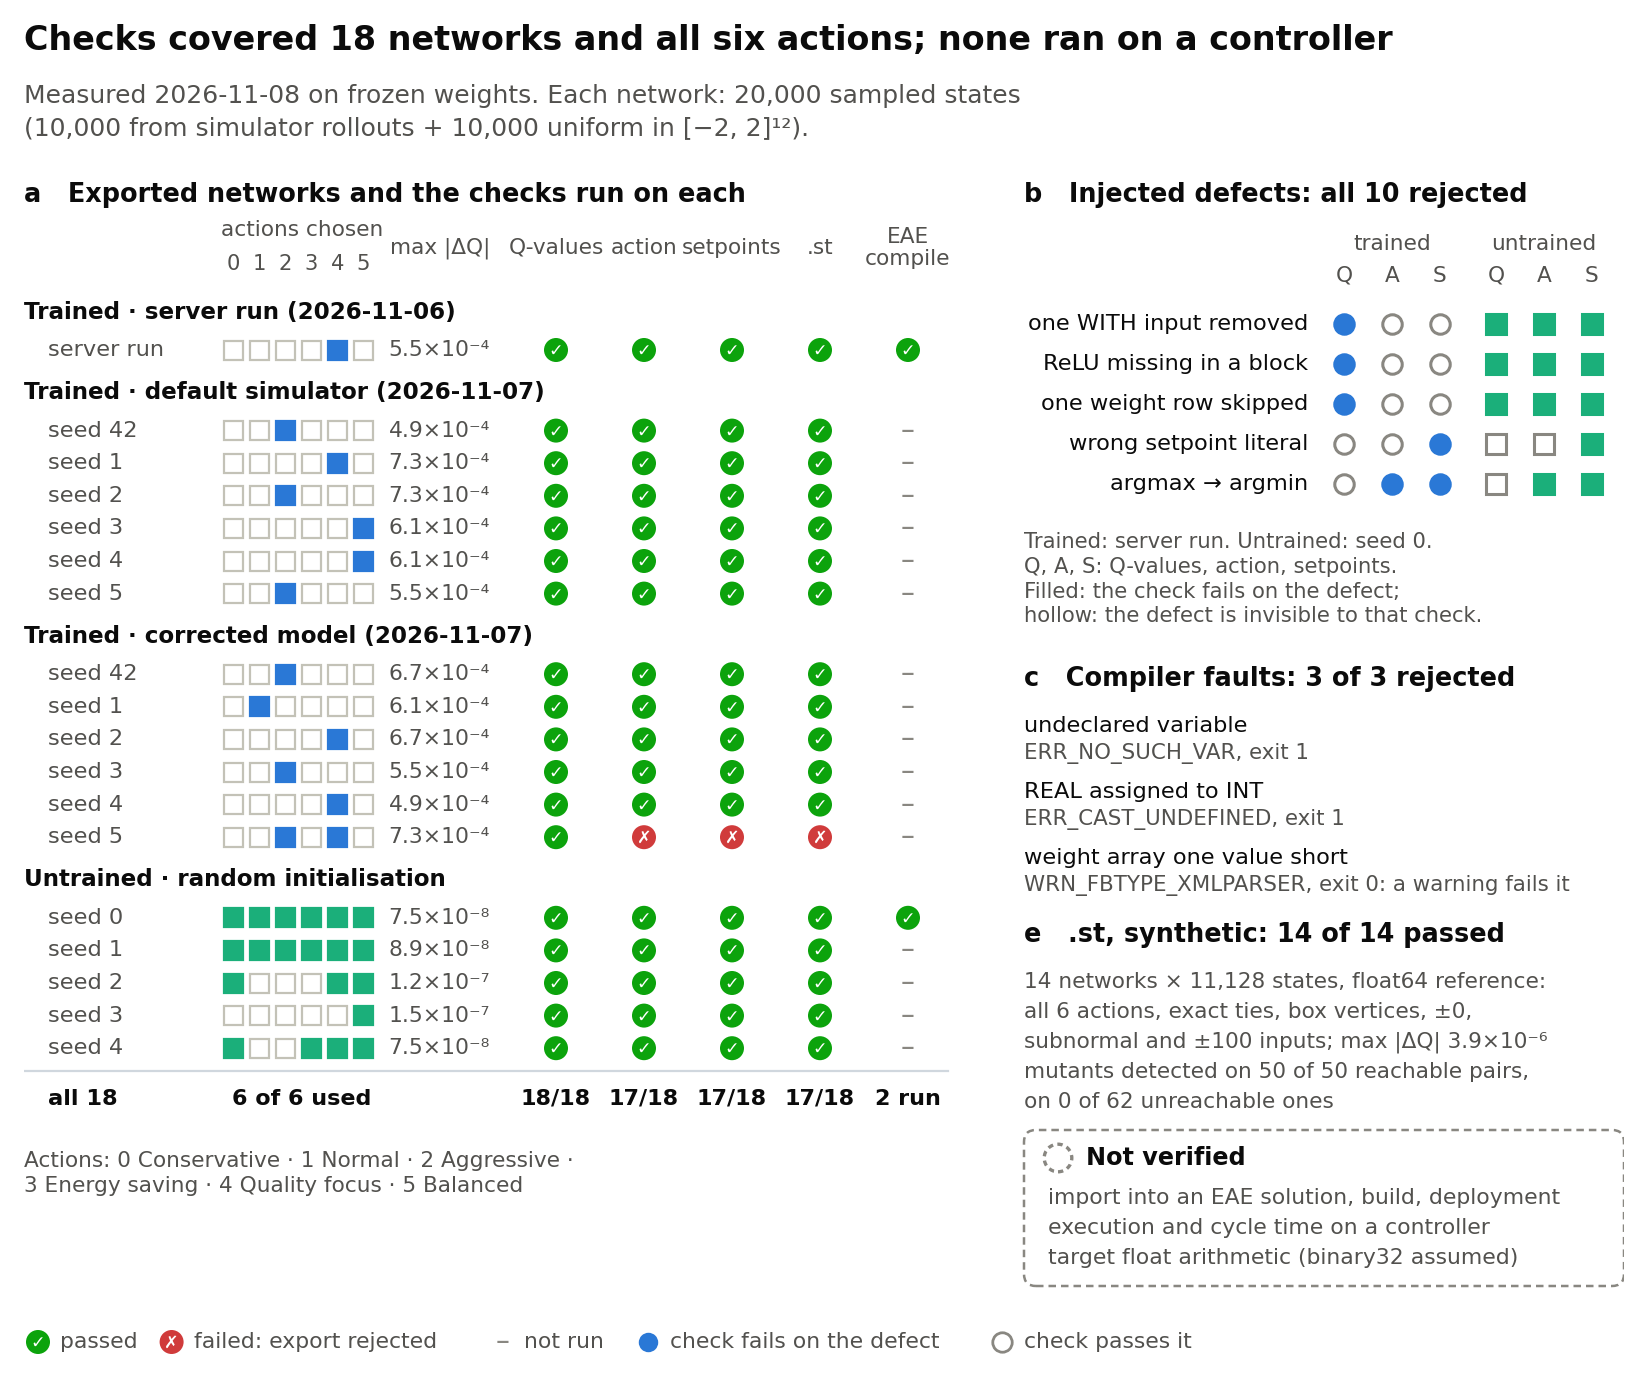 Checks covered 18 networks and all six actions; none ran on a controller
Measured 2026-11-08 on frozen weights. Each network: 20,000 sampled states
(10,000 from simulator rollouts + 10,000 uniform in [−2, 2]¹²).
a Exported networks and the checks run on each
actions chosen
0 1 2 3 4 5
max |ΔQ| Q-values action setpoints .st EAE compile
Trained · server run (2026-11-06)
server run 5.5×10⁻⁴ ✓ ✓ ✓ ✓ ✓
Trained · default simulator (2026-11-07)
seed 42 4.9×10⁻⁴ ✓ ✓ ✓ ✓ –
seed 1 7.3×10⁻⁴ ✓ ✓ ✓ ✓ –
seed 2 7.3×10⁻⁴ ✓ ✓ ✓ ✓ –
seed 3 6.1×10⁻⁴ ✓ ✓ ✓ ✓ –
seed 4 6.1×10⁻⁴ ✓ ✓ ✓ ✓ –
seed 5 5.5×10⁻⁴ ✓ ✓ ✓ ✓ –
Trained · corrected model (2026-11-07)
seed 42 6.7×10⁻⁴ ✓ ✓ ✓ ✓ –
seed 1 6.1×10⁻⁴ ✓ ✓ ✓ ✓ –
seed 2 6.7×10⁻⁴ ✓ ✓ ✓ ✓ –
seed 3 5.5×10⁻⁴ ✓ ✓ ✓ ✓ –
seed 4 4.9×10⁻⁴ ✓ ✓ ✓ ✓ –
seed 5 7.3×10⁻⁴ ✓ ✗ ✗ ✗ –
Untrained · random initialisation
seed 0 7.5×10⁻⁸ ✓ ✓ ✓ ✓ ✓
seed 1 8.9×10⁻⁸ ✓ ✓ ✓ ✓ –
seed 2 1.2×10⁻⁷ ✓ ✓ ✓ ✓ –
seed 3 1.5×10⁻⁷ ✓ ✓ ✓ ✓ –
seed 4 7.5×10⁻⁸ ✓ ✓ ✓ ✓ –
all 18 6 of 6 used 18/18 17/18 17/18 17/18 2 run
Actions: 0 Conservative · 1 Normal · 2 Aggressive ·
3 Energy saving · 4 Quality focus · 5 Balanced
b Injected defects: all 10 rejected
trained untrained
Q A S Q A S
one WITH input removed
ReLU missing in a block
one weight row skipped
wrong setpoint literal
argmax → argmin
Trained: server run. Untrained: seed 0.
Q, A, S: Q-values, action, setpoints.
Filled: the check fails on the defect;
hollow: the defect is invisible to that check.
c Compiler faults: 3 of 3 rejected
undeclared variable
ERR_NO_SUCH_VAR, exit 1
REAL assigned to INT
ERR_CAST_UNDEFINED, exit 1
weight array one value short
WRN_FBTYPE_XMLPARSER, exit 0: a warning fails it
e .st, synthetic: 14 of 14 passed
14 networks × 11,128 states, float64 reference:
all 6 actions, exact ties, box vertices, ±0,
subnormal and ±100 inputs; max |ΔQ| 3.9×10⁻⁶
mutants detected on 50 of 50 reachable pairs,
on 0 of 62 unreachable ones
Not verified
import into an EAE solution, build, deployment
execution and cycle time on a controller
target float arithmetic (binary32 assumed)
✓ passed ✗ failed: export rejected – not run check fails on the defect check passes it